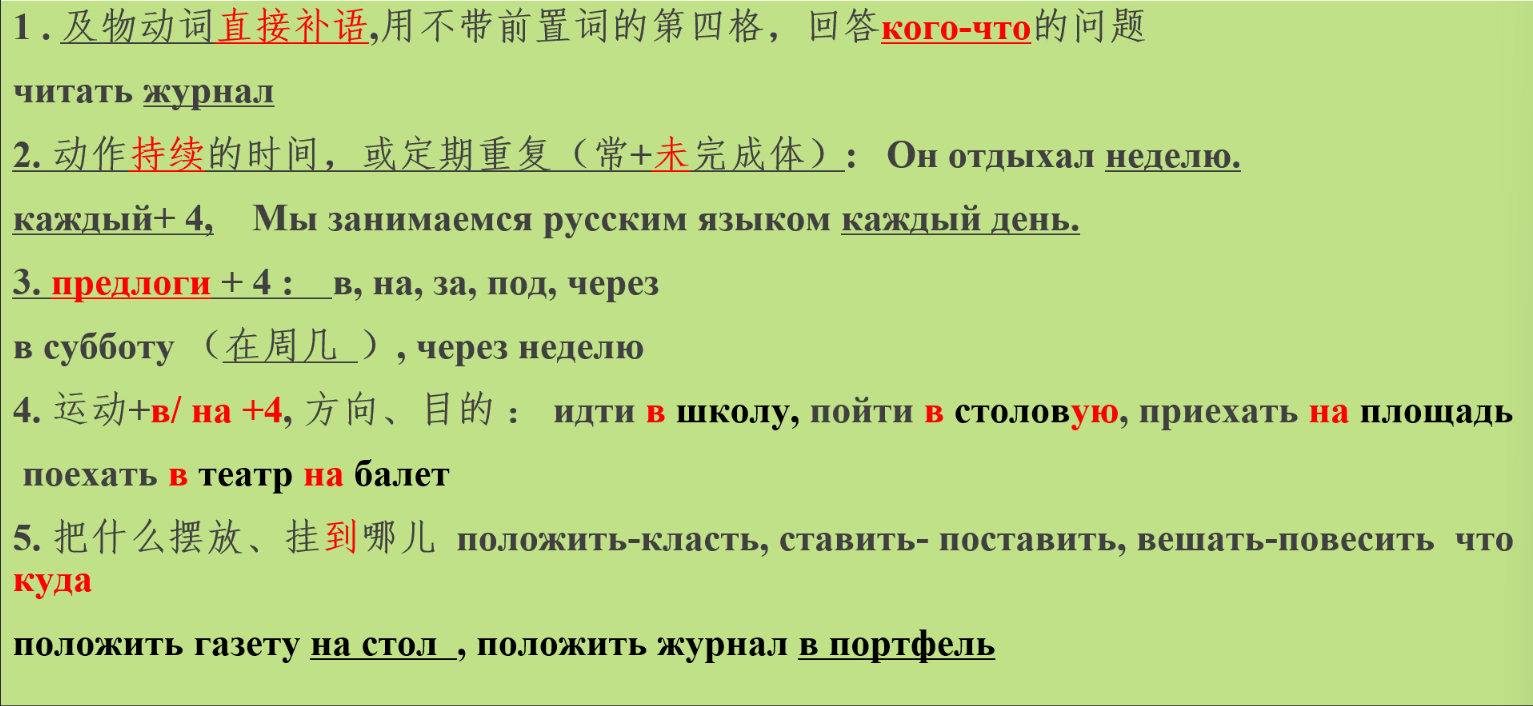 1 . 及物动词直接补语,用不带前置词的第四格，回答кого-что的问题
читать журнал
2. 动作持续的时间，或定期重复（常+未完成体）: Он отдыхал неделю.
каждый+ 4, Мы занимаемся русским языком каждый день.
3. предлоги + 4 : в, на, за, под, через
в субботу （在周几 ）, через неделю
4. 运动+в/ на +4, 方向、目的 : идти в школу, пойти в столовую, приехать на площадь
поехать в театр на балет
5. 把什么摆放、挂到哪儿 положить-класть, ставить- поставить, вешать-повесить что
куда
положить газету на стол , положить журнал в портфель